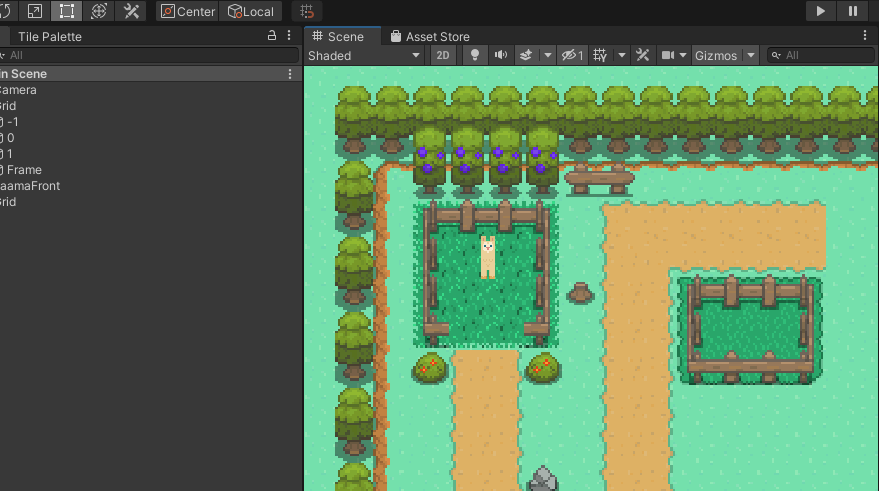 Center Local
Tile Palette
Scene Asset Store
All
Shaded 2D 1 Gizmos All
in Scene
Camera
Grid
-1
0
1
Frame
aamaFront
Grid